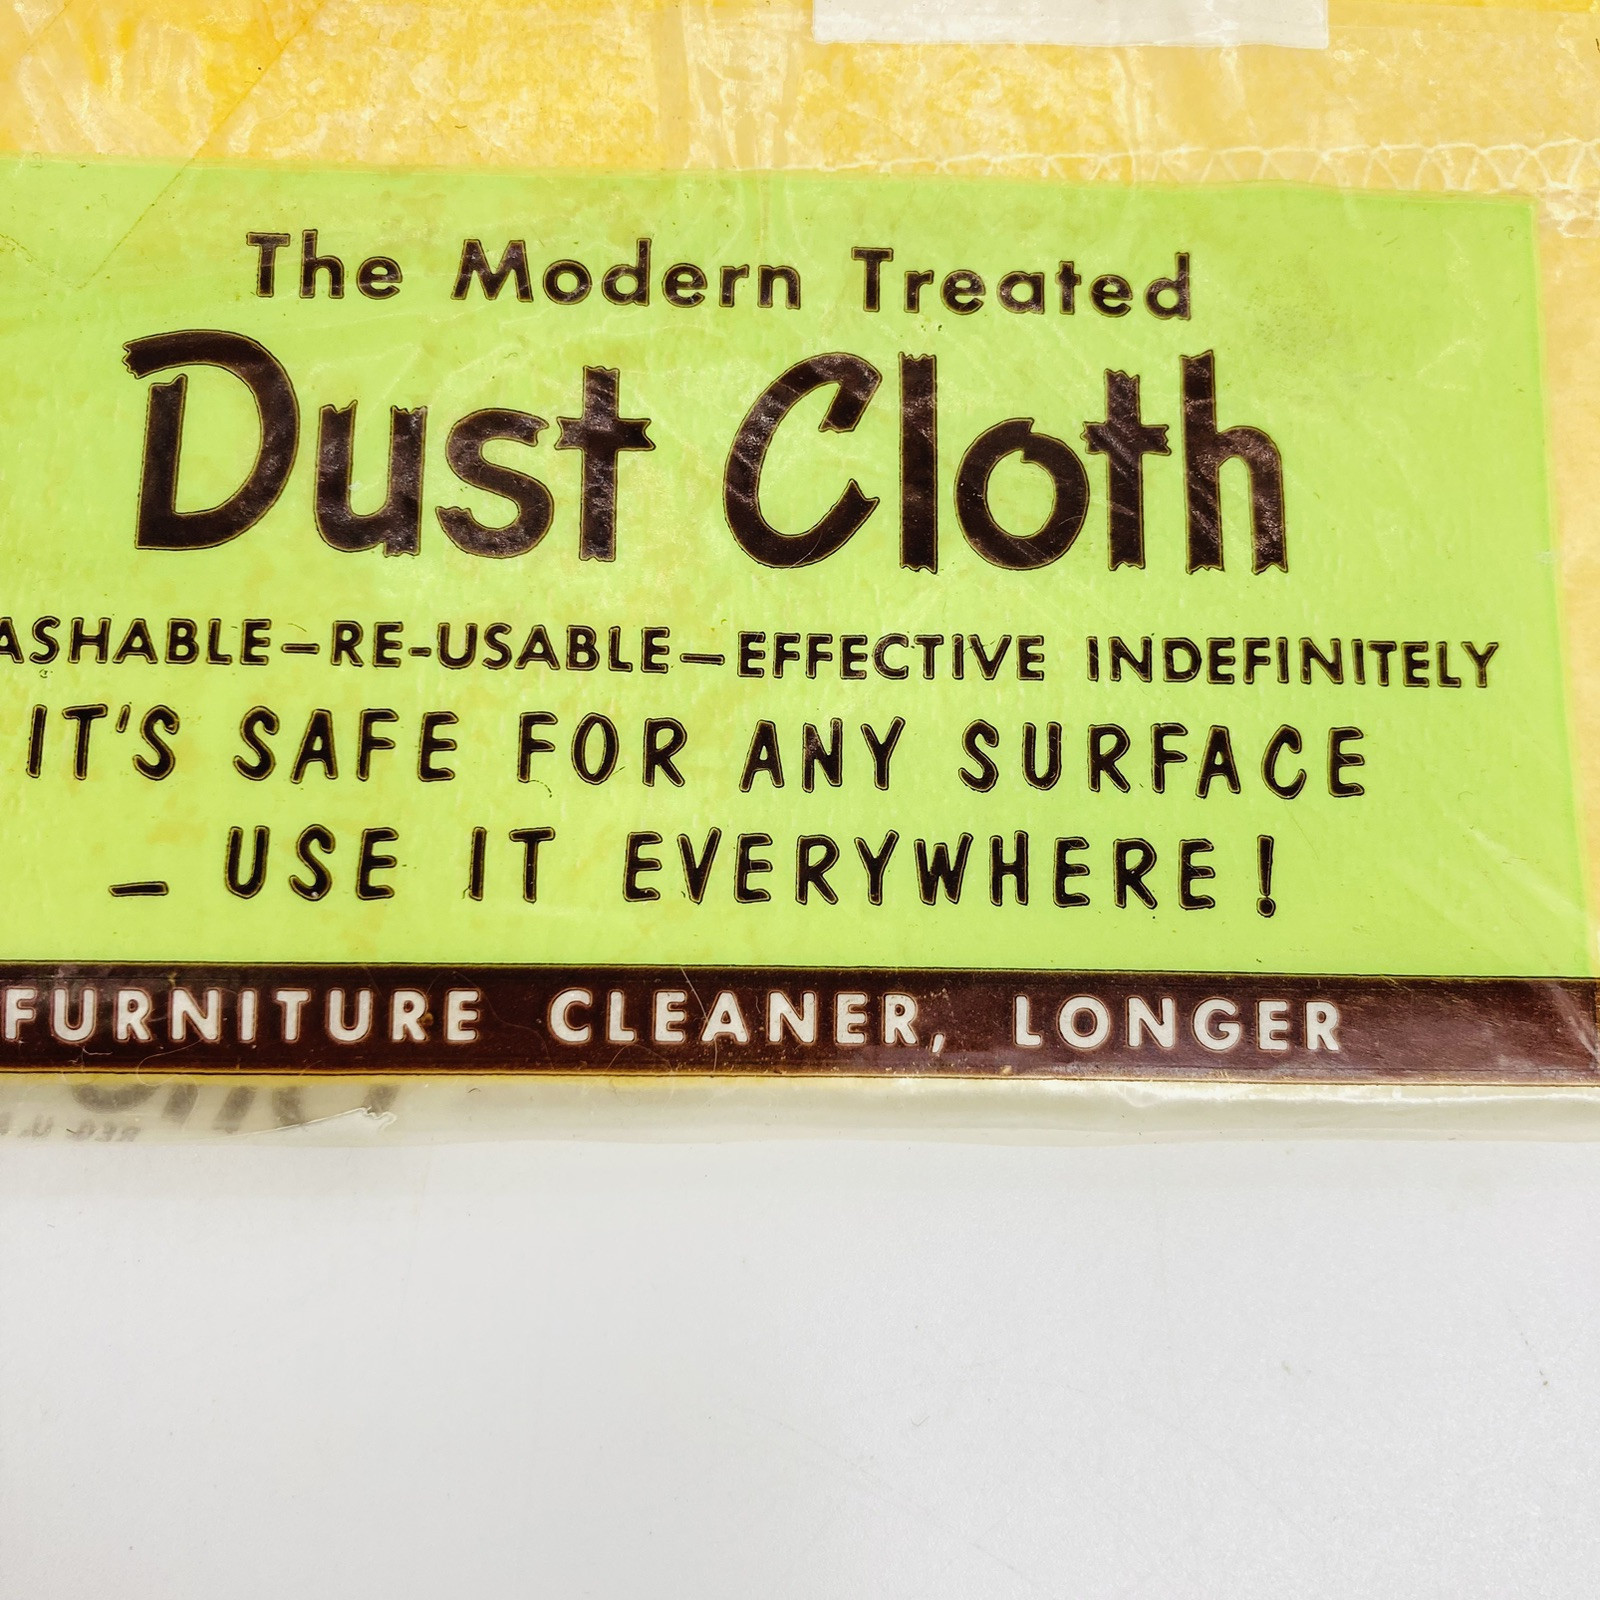 The Modern Treated
Dust Cloth
ASHABLE—RE-USABLE—EFFECTIVE INDEFINITELY
IT'S SAFE FOR ANY SURFACE
— USE IT EVERYWHERE!
FURNITURE CLEANER, LONGER
REG. U.